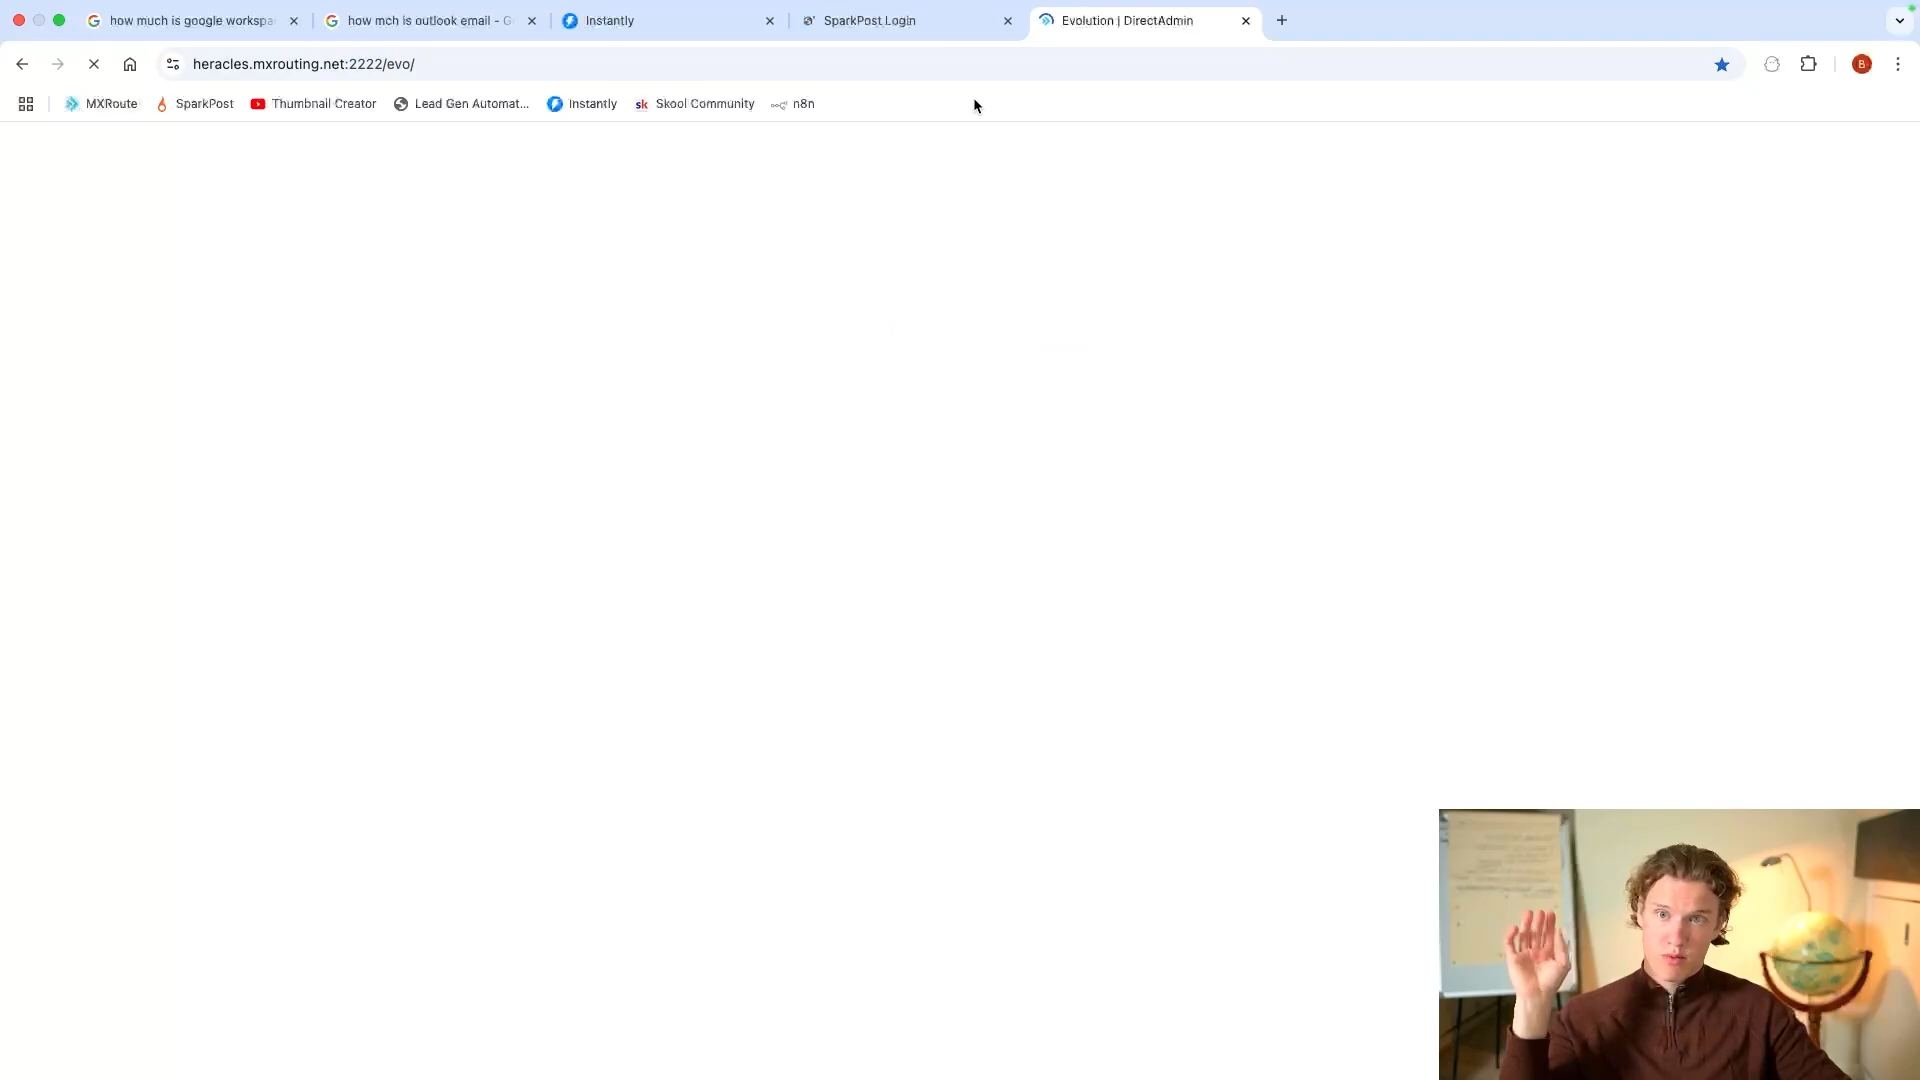 how much is google workspa
how mch is outlook email - G
Instantly
SparkPost Login
Evolution | DirectAdmin
heracles.mxrouting.net:2222/evo/
B
MXRoute
SparkPost
Thumbnail Creator
Lead Gen Automat...
Instantly
sk Skool Community
n8n